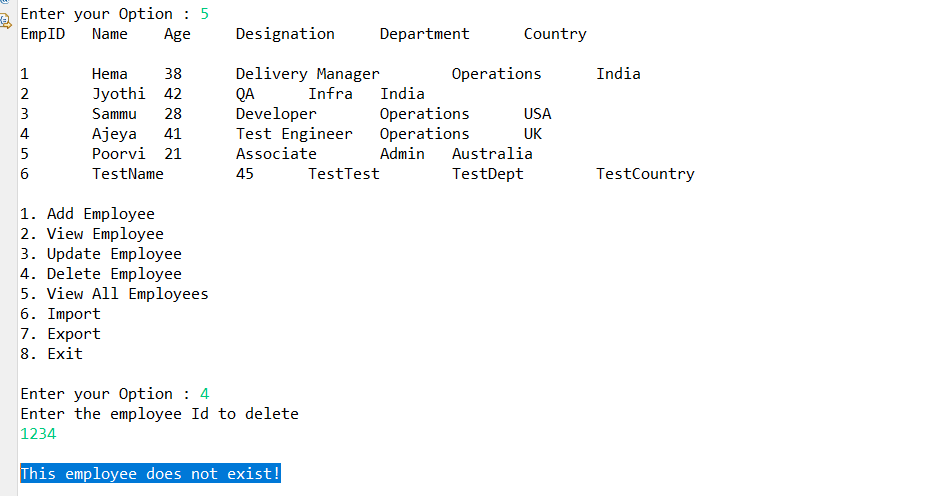 Enter your Option : 5
EmpID Name Age Designation Department Country
1 Hema 38 Delivery Manager Operations India
2 Jyothi 42 QA Infra India
3 Sammu 28 Developer Operations USA
4 Ajeya 41 Test Engineer Operations UK
5 Poorvi 21 Associate Admin Australia
6 TestName 45 TestTest TestDept TestCountry
1. Add Employee
2. View Employee
3. Update Employee
4. Delete Employee
5. View All Employees
6. Import
7. Export
8. Exit
Enter your Option : 4
Enter the employee Id to delete
1234
This employee does not exist!